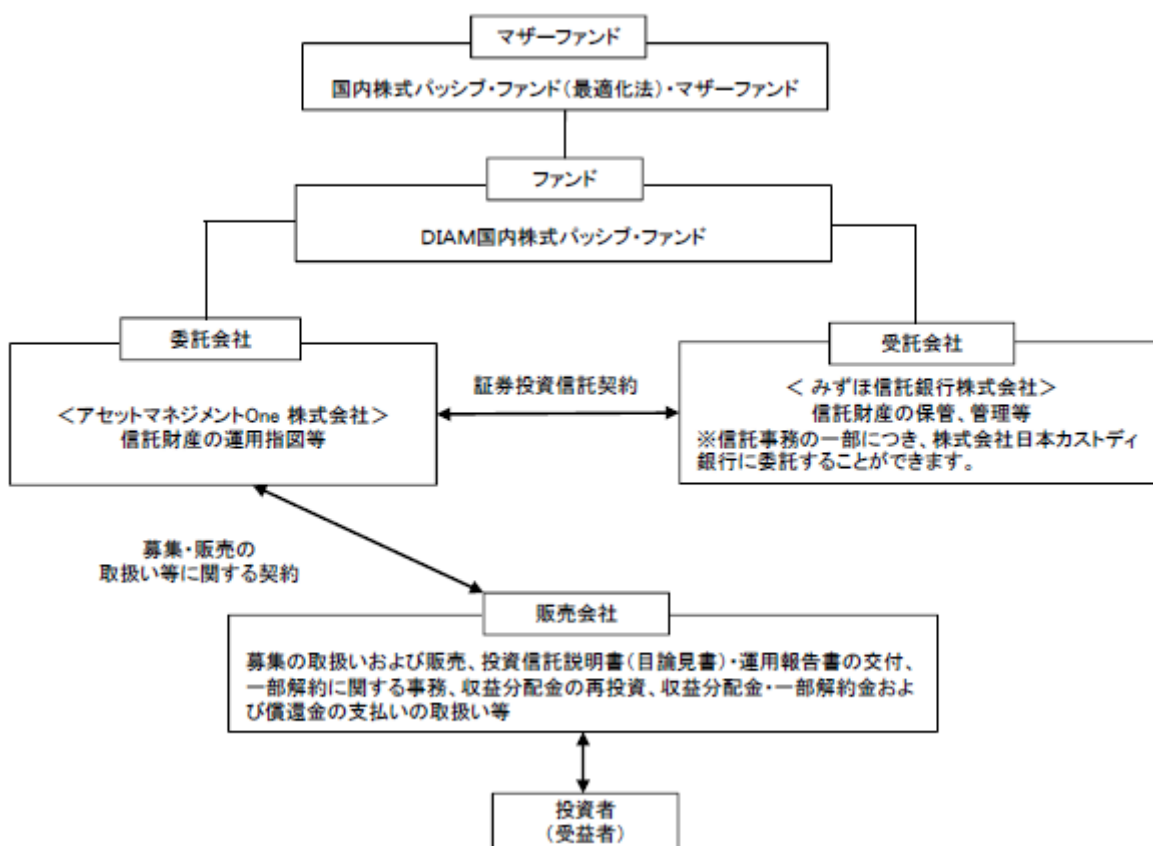 マザーファンド
国内株式パッシブ・ファンド(最適化法)・マザーファンド
ファンド
DIAM国内株式パッシブ・ファンド
委託会社
<アセットマネジメントOne 株式会社>
信託財産の運用指図等
証券投資信託契約
受託会社
< みずほ信託銀行株式会社>
信託財産の保管、管理等
※信託事務の一部につき、株式会社日本カストディ
銀行に委託することができます。
募集・販売の
取扱い等に関する契約
販売会社
募集の取扱いおよび販売、投資信託説明書(目論見書)・運用報告書の交付、
一部解約に関する事務、収益分配金の再投資、収益分配金・一部解約金およ
び償還金の支払いの取扱い等
投資者
(受益者)